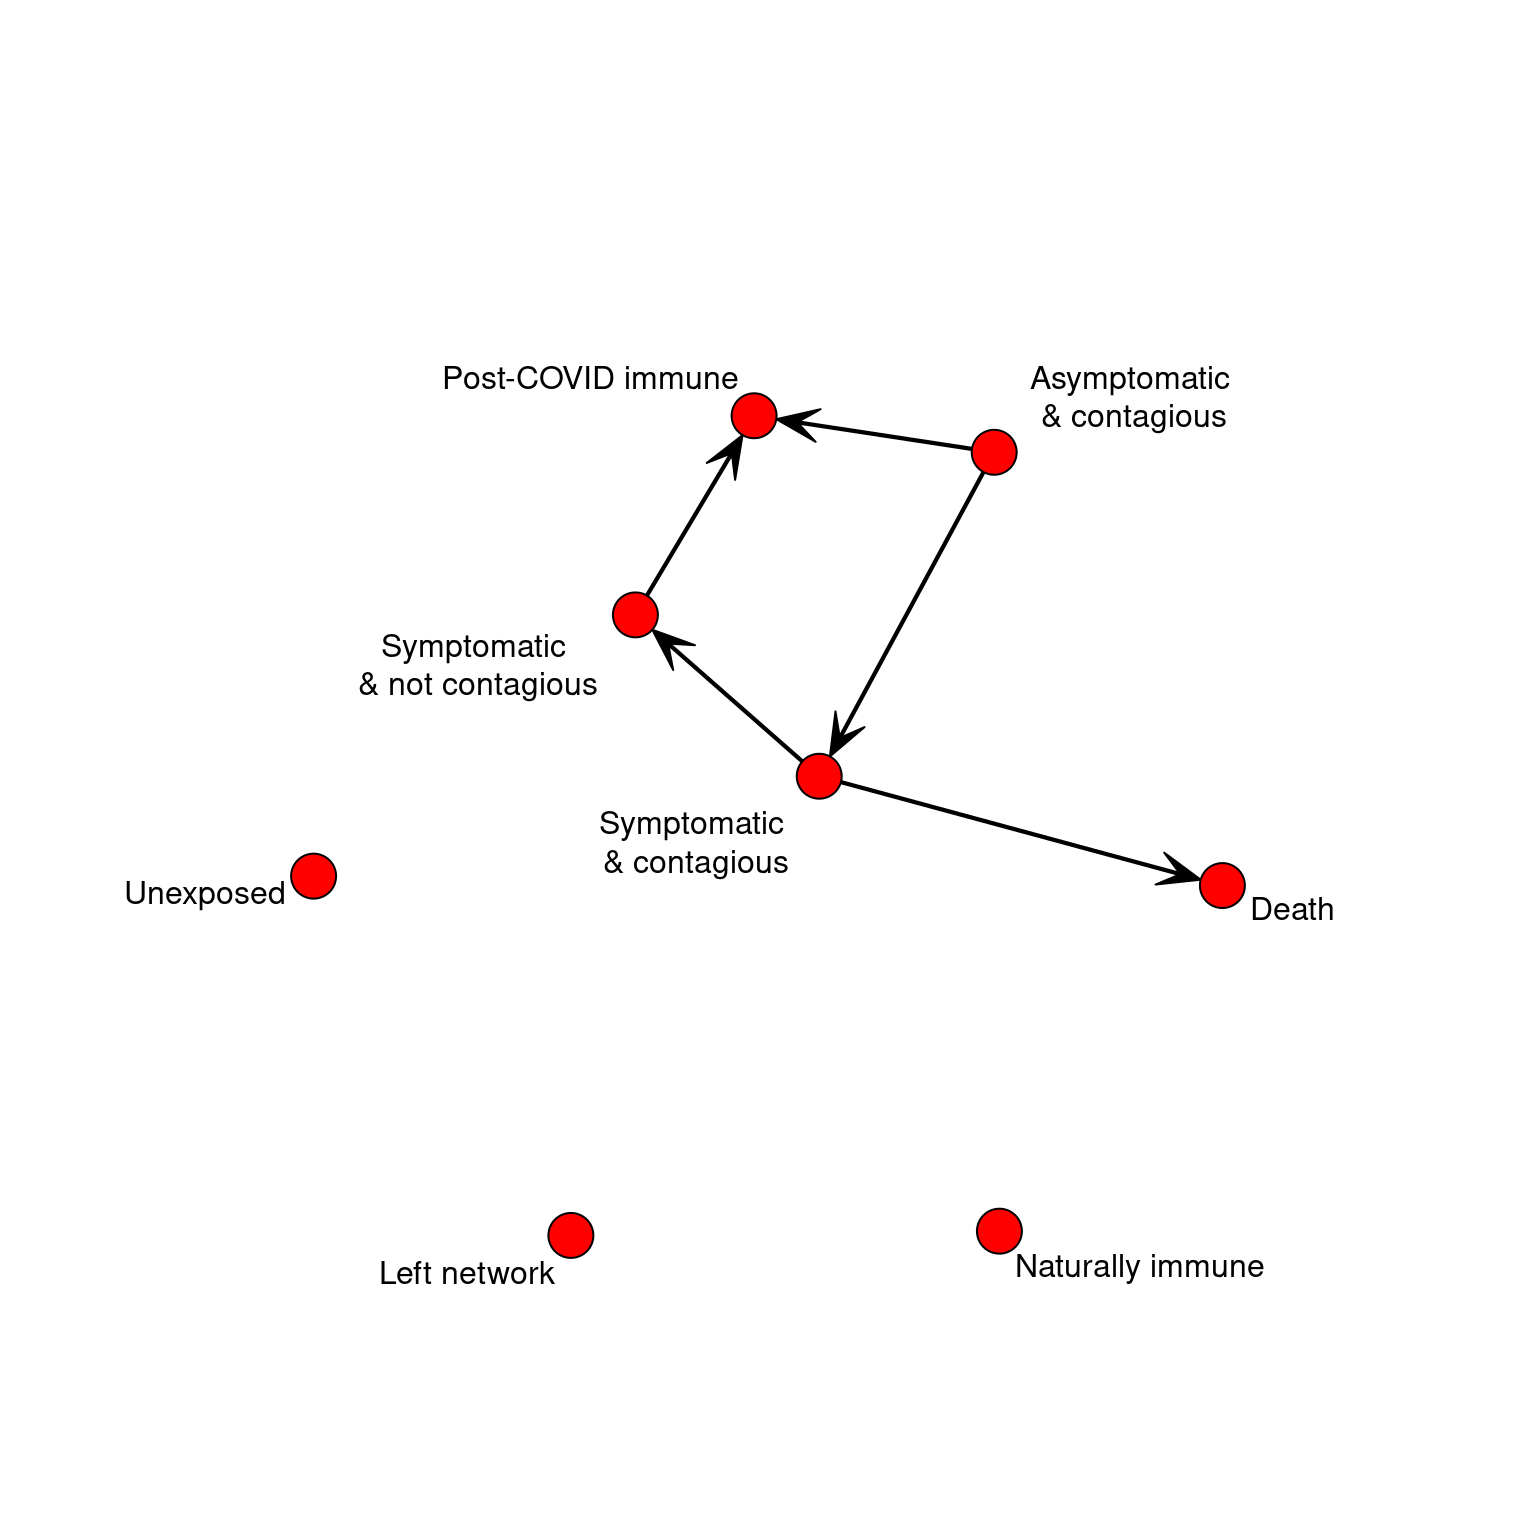 Post-COVID immune
Asymptomatic
& contagious
Symptomatic
& not contagious
Symptomatic
& contagious
Unexposed
Death
Left network
Naturally immune